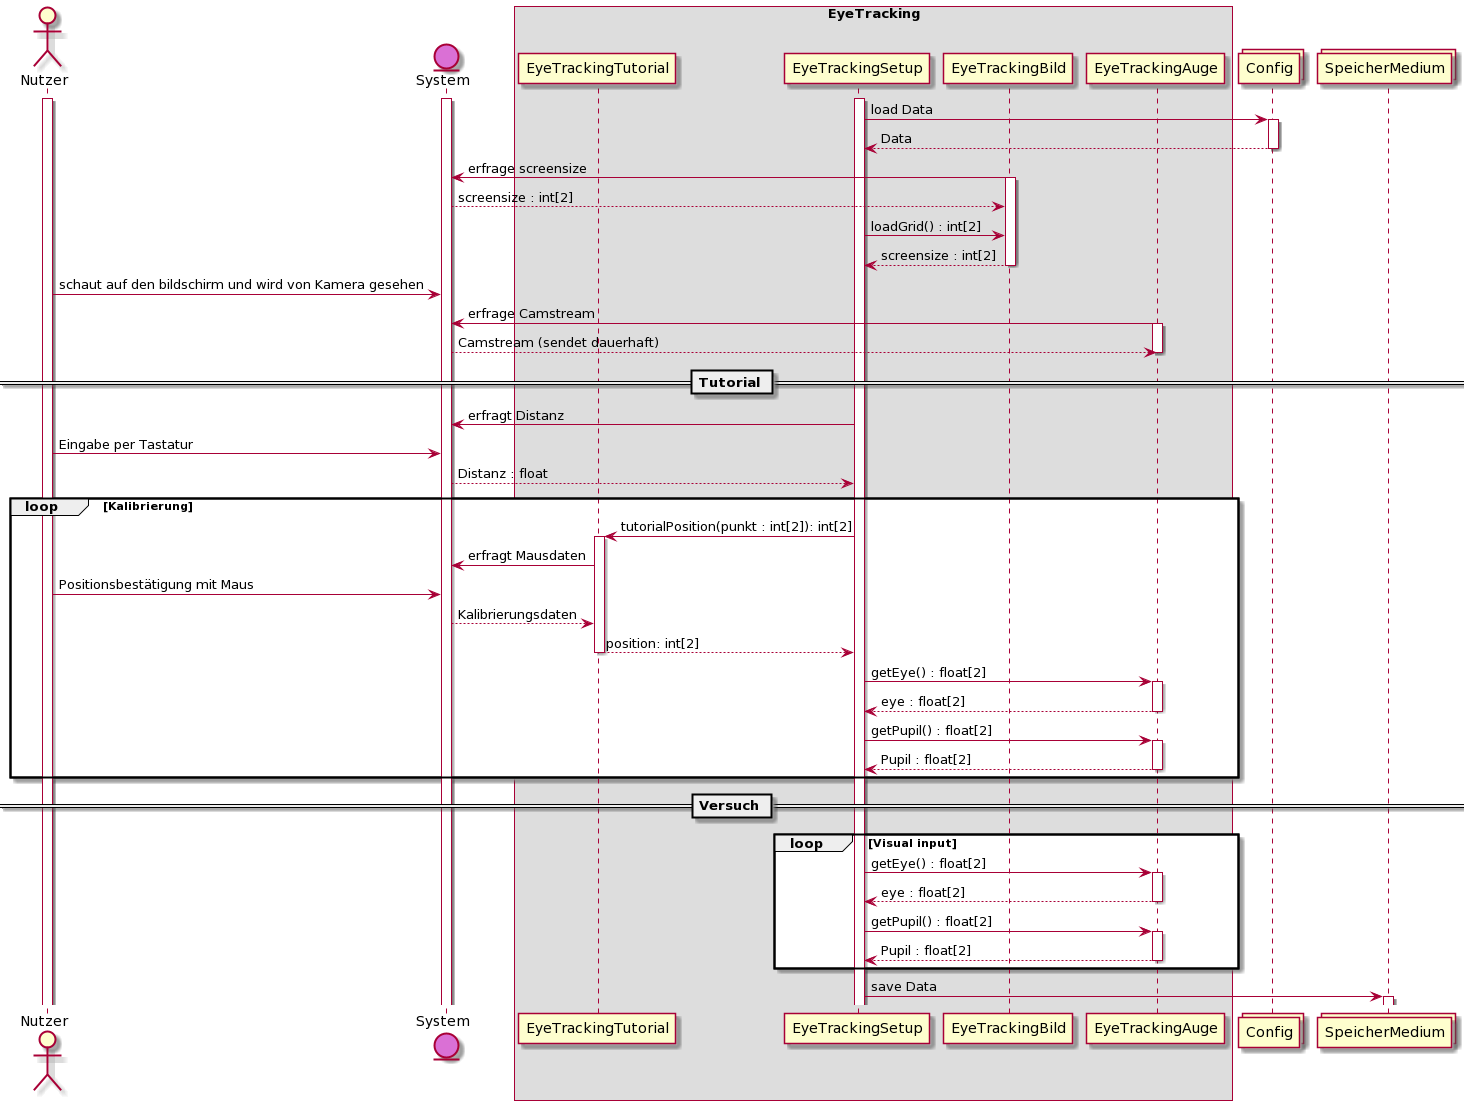 EyeTracking
Nutzer
System
EyeTrackingTutorial
EyeTrackingSetup
EyeTrackingBild
EyeTrackingAuge
Config
SpeicherMedium
load Data
Data
erfrage screensize
screensize : int[2]
loadGrid() : int[2]
screensize : int[2]
schaut auf den bildschirm und wird von Kamera gesehen
erfrage Camstream
Camstream (sendet dauerhaft)
Tutorial
erfragt Distanz
Eingabe per Tastatur
Distanz : float
loop
[Kalibrierung]
tutorialPosition(punkt : int[2]): int[2]
erfragt Mausdaten
Positionsbestätigung mit Maus
Kalibrierungsdaten
position: int[2]
getEye() : float[2]
eye : float[2]
getPupil() : float[2]
Pupil : float[2]
Versuch
loop
[Visual input]
getEye() : float[2]
eye : float[2]
getPupil() : float[2]
Pupil : float[2]
save Data
Nutzer
System
EyeTrackingTutorial
EyeTrackingSetup
EyeTrackingBild
EyeTrackingAuge
Config
SpeicherMedium